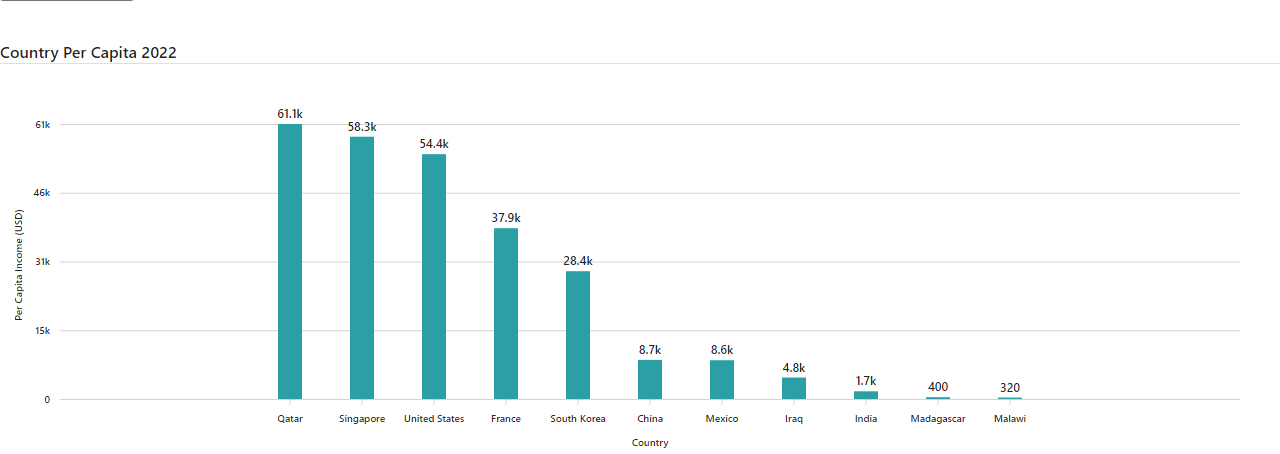 Country Per Capita 2022
61.1k
61k
58.3k
54.4k
46k
37.9k
31k
28.4k
15k
8.7k
8.6k
4.8k
1.7k
400
320
0
Per Capita Income (USD)
Qatar Singapore United States France South Korea China Mexico Iraq India Madagascar Malawi
Country